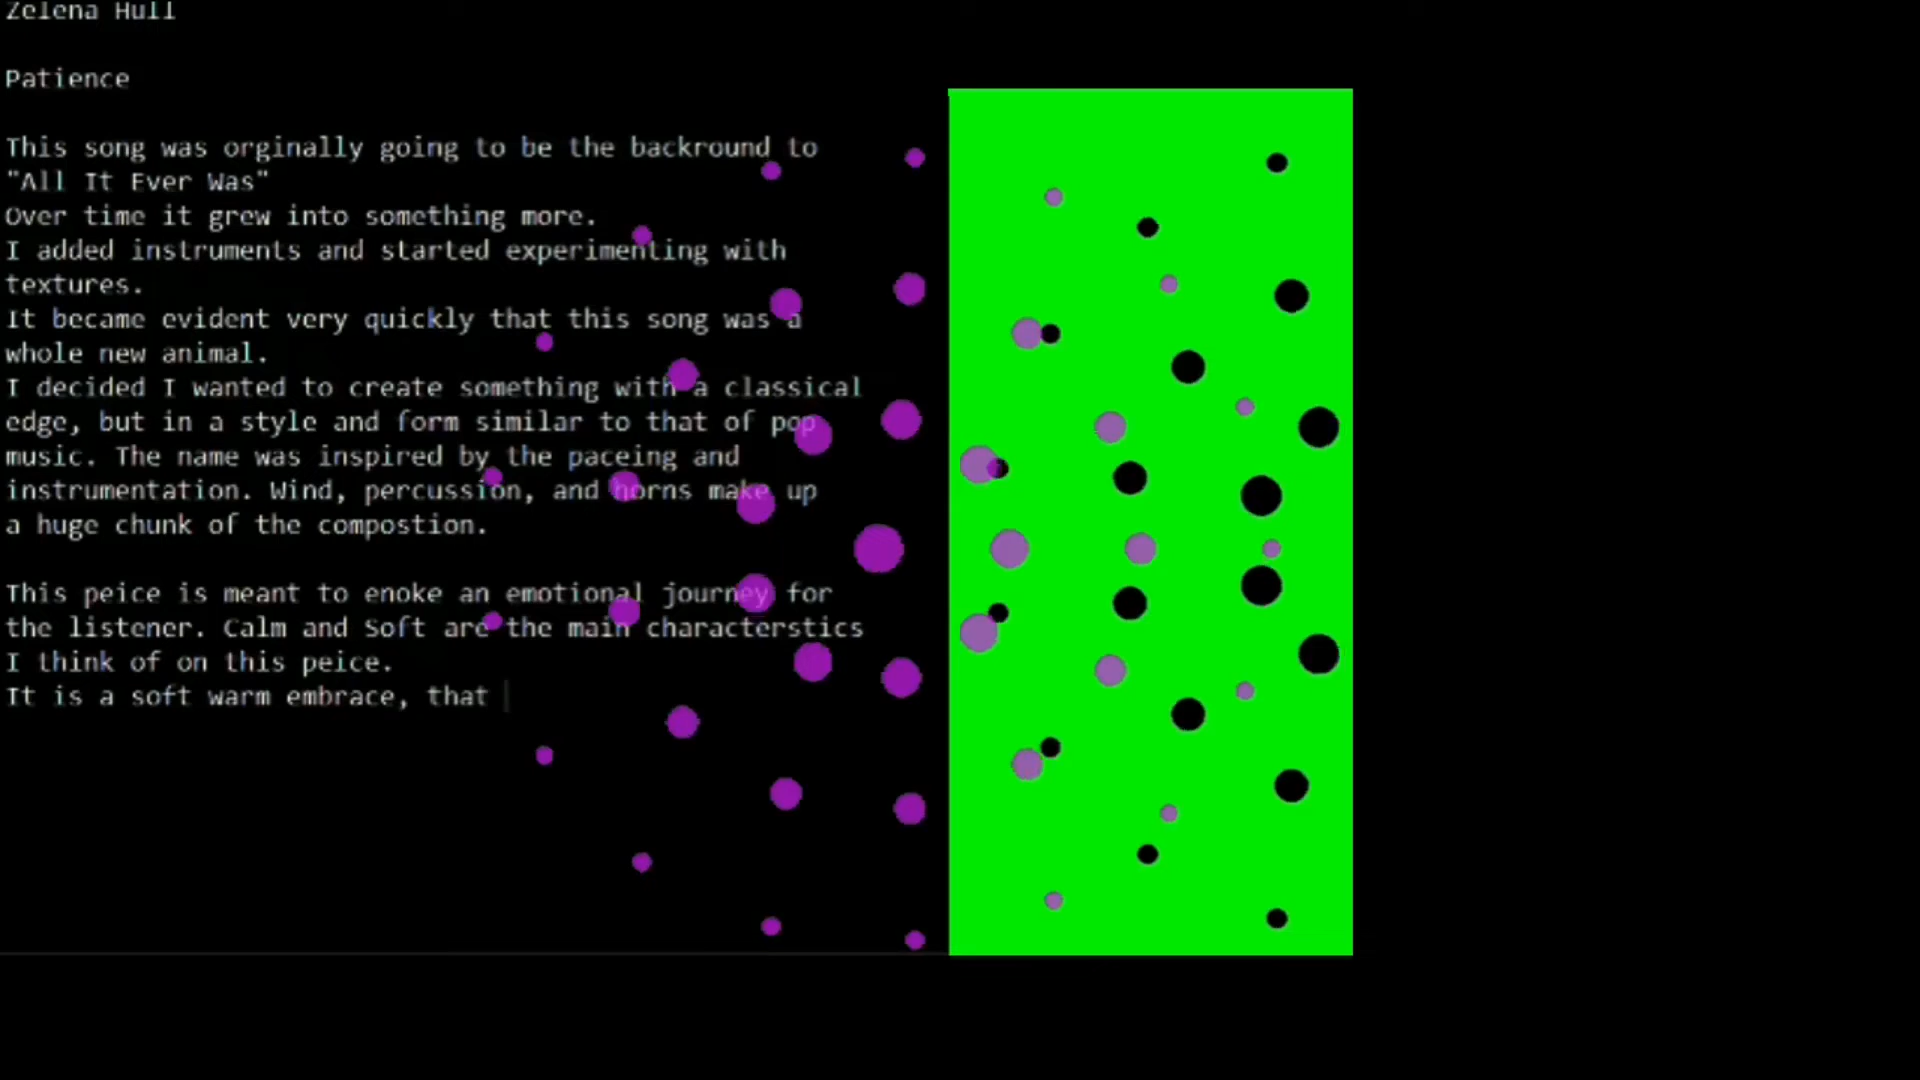 Zelena Hull
Patience
This song was orginally going to be the backround to
"All It Ever Was"
Over time it grew into something more.
I added instruments and started experimenting with
textures.
It became evident very quickly that this song was a
whole new animal.
I decided I wanted to create something with a classical
edge, but in a style and form similar to that of pop
music. The name was inspired by the paceing and
instrumentation. Wind, percussion, and horns make up
a huge chunk of the compostion.
This peice is meant to enoke an emotional journey for
the listener. Calm and Soft are the main characterstics
I think of on this peice.
It is a soft warm embrace, that